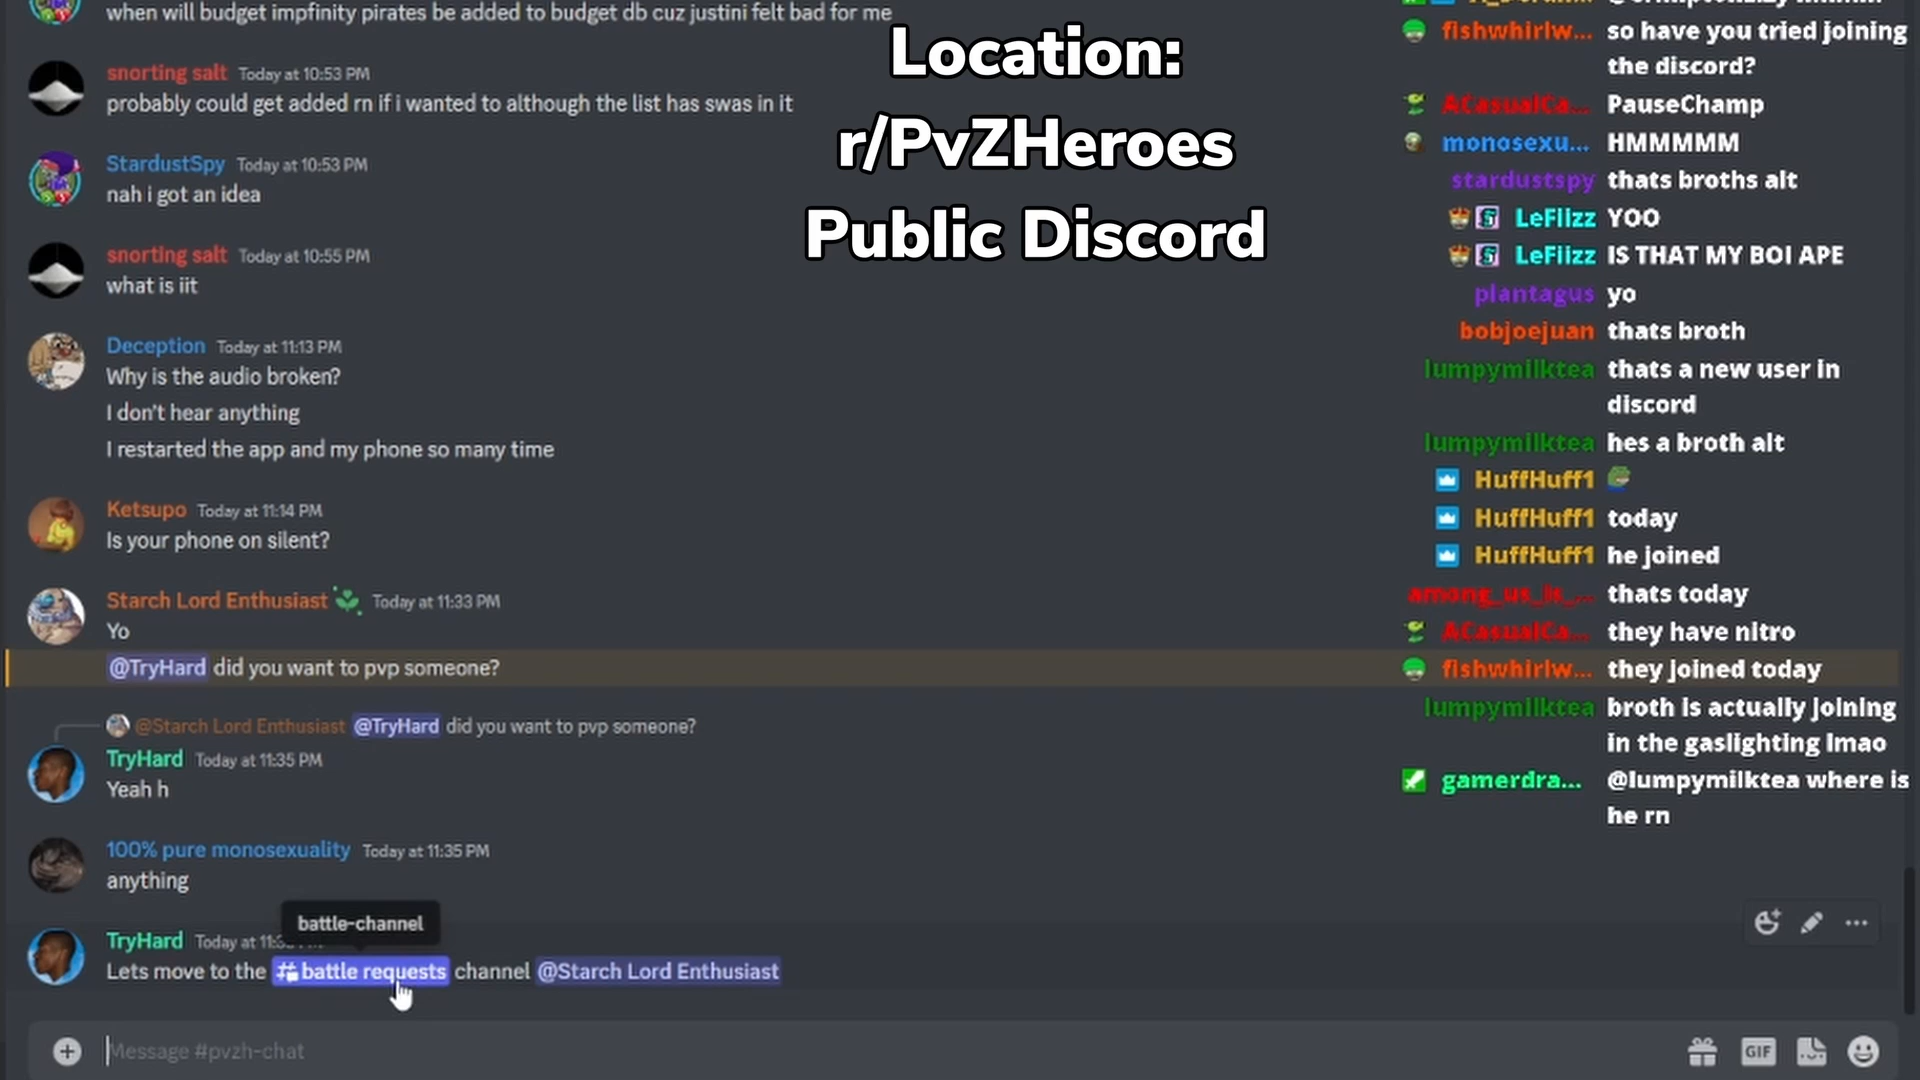 when will budget impfinity pirates be added to budget db cuz justini felt bad for me
snorting salt Today at 10:53 PM
probably could get added rn if i wanted to although the list has swas in it
StardustSpy Today at 10:53 PM
nah i got an idea
snorting salt Today at 10:55 PM
what is iit
Deception Today at 11:13 PM
Why is the audio broken?
I don't hear anything
I restarted the app and my phone so many time
Ketsupo Today at 11:14 PM
Is your phone on silent?
Starch Lord Enthusiast Today at 11:33 PM
Yo
@TryHard did you want to pvp someone?
@Starch Lord Enthusiast @TryHard did you want to pvp someone?
TryHard Today at 11:35 PM
Yeah h
100% pure monosexuality Today at 11:35 PM
anything
battle-channel
TryHard Today at
Lets move to the # battle requests channel @Starch Lord Enthusiast
Message #pvzh-chat
GIF
Location:
r/PvZHeroes
Public Discord
fishwhirlw... so have you tried joining
the discord?
ACasualCa... PauseChamp
monosexu... HMMMMM
stardustspy thats broths alt
LeFlizz YOO
LeFlizz IS THAT MY BOI APE
plantagus yo
bobjoejuan thats broth
lumpymilktea thats a new user in
discord
lumpymilktea hes a broth alt
HuffHuff1
HuffHuff1 today
HuffHuff1 he joined
among_us_is_... thats today
ACasualCa... they have nitro
fishwhirlw... they joined today
lumpymilktea broth is actually joining
in the gaslighting lmao
gamerdra... @lumpymilktea where is
he rn